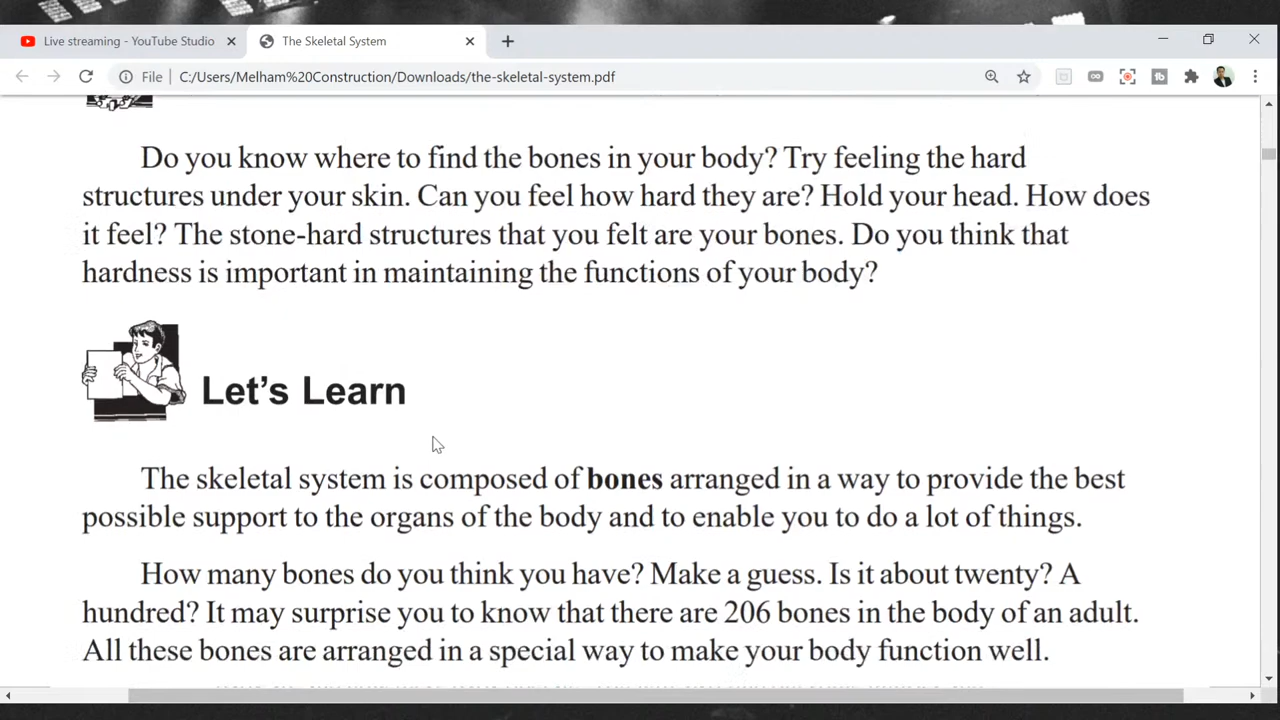 Live streaming - YouTube Studio
The Skeletal System
File
C:/Users/Melham%20Construction/Downloads/the-skeletal-system.pdf
Do you know where to find the bones in your body? Try feeling the hard
structures under your skin. Can you feel how hard they are? Hold your head. How does
it feel? The stone-hard structures that you felt are your bones. Do you think that
hardness is important in maintaining the functions of your body?
Let's Learn
The skeletal system is composed of bones arranged in a way to provide the best
possible support to the organs of the body and to enable you to do a lot of things.
How many bones do you think you have? Make a guess. Is it about twenty? A
hundred? It may surprise you to know that there are 206 bones in the body of an adult.
All these bones are arranged in a special way to make your body function well.